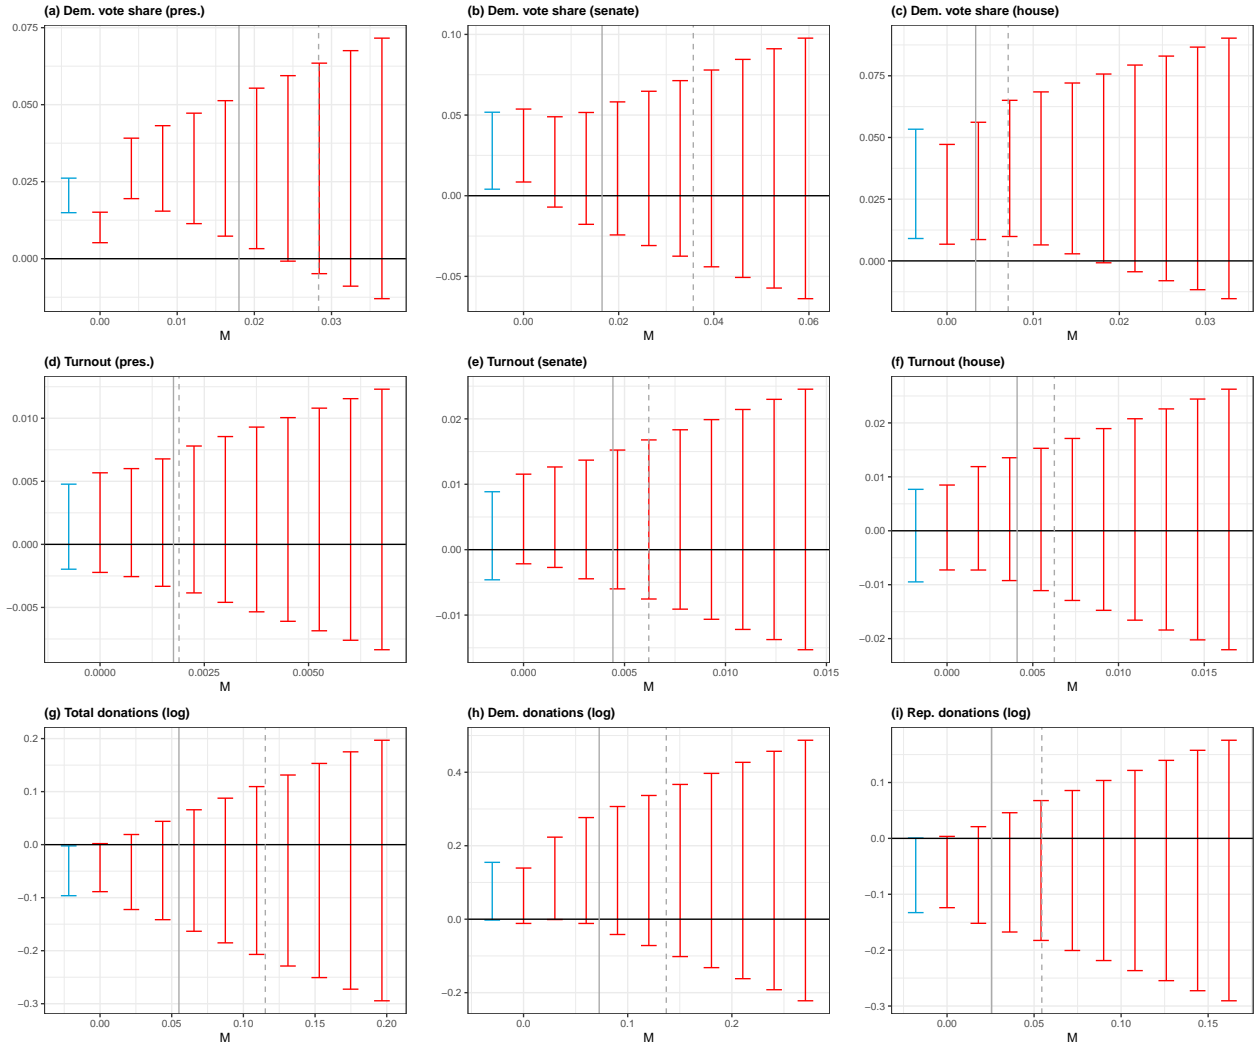 (a) Dem. vote share (pres.)
0.075
0.050
0.025
0.000
0.00 0.01 0.02 0.03
M
(b) Dem. vote share (senate)
0.10
0.05
0.00
−0.05
0.00 0.02 0.04 0.06
M
(c) Dem. vote share (house)
0.075
0.050
0.025
0.000
0.00 0.01 0.02 0.03
M
(d) Turnout (pres.)
0.010
0.005
0.000
−0.005
0.0000 0.0025 0.0050
M
(e) Turnout (senate)
0.02
0.01
0.00
−0.01
0.000 0.005 0.010 0.015
M
(f) Turnout (house)
0.02
0.01
0.00
−0.01
−0.02
0.000 0.005 0.010 0.015
M
(g) Total donations (log)
0.2
0.1
0.0
−0.1
−0.2
−0.3
0.00 0.05 0.10 0.15 0.20
M
(h) Dem. donations (log)
0.4
0.2
0.0
−0.2
0.0 0.1 0.2
M
(i) Rep. donations (log)
0.1
0.0
−0.1
−0.2
−0.3
0.00 0.05 0.10 0.15
M